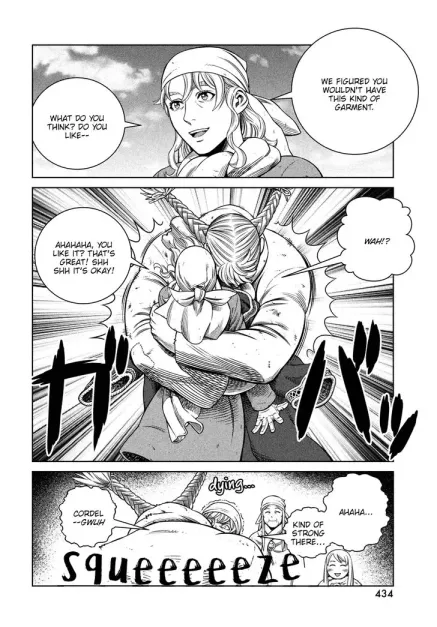 WE FIGURED YOU
WOULDN'T HAVE
THIS KIND OF
GARMENT.
WHAT DO YOU
THINK? DO YOU
LIKE--
AHAHAHA, YOU
LIKE IT? THAT'S
GREAT! SHH
SHH IT'S OKAY!
WAH!?
ガバッ
dying...
CORDEL
-GWUH
KIND OF
STRONG
THERE...
AHAHA...
squeeeeeeze
434